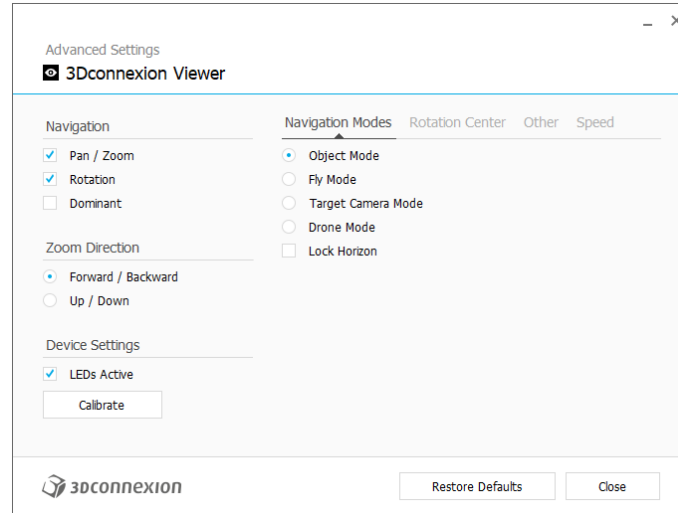 Advanced Settings
3Dconnexion Viewer
Navigation
Pan / Zoom
Rotation
Dominant
Zoom Direction
Forward / Backward
Up / Down
Device Settings
LEDs Active
Calibrate
Navigation Modes Rotation Center Other Speed
Object Mode
Fly Mode
Target Camera Mode
Drone Mode
Lock Horizon
3Dconnexion
Restore Defaults Close